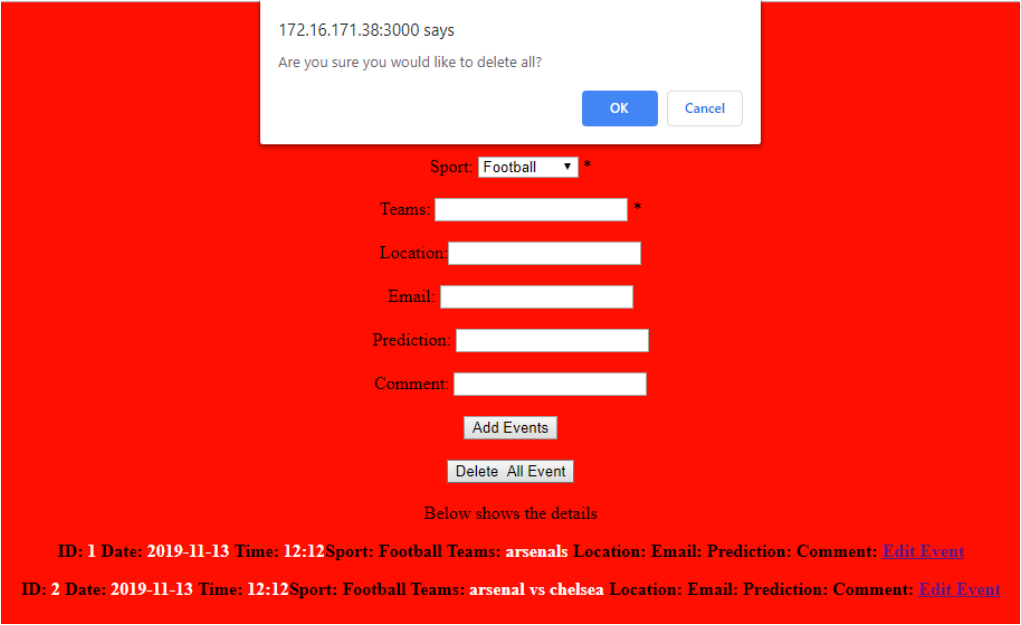 172.16.171.38:3000 says
Are you sure you would like to delete all?
OK Cancel
Sport: Football *
Teams: *
Location:
Email:
Prediction:
Comment:
Add Events
Delete All Event
Below shows the details
ID: 1 Date: 2019-11-13 Time: 12:12Sport: Football Teams: arsenals Location: Email: Prediction: Comment: Edit Event
ID: 2 Date: 2019-11-13 Time: 12:12Sport: Football Teams: arsenal vs chelsea Location: Email: Prediction: Comment: Edit Event